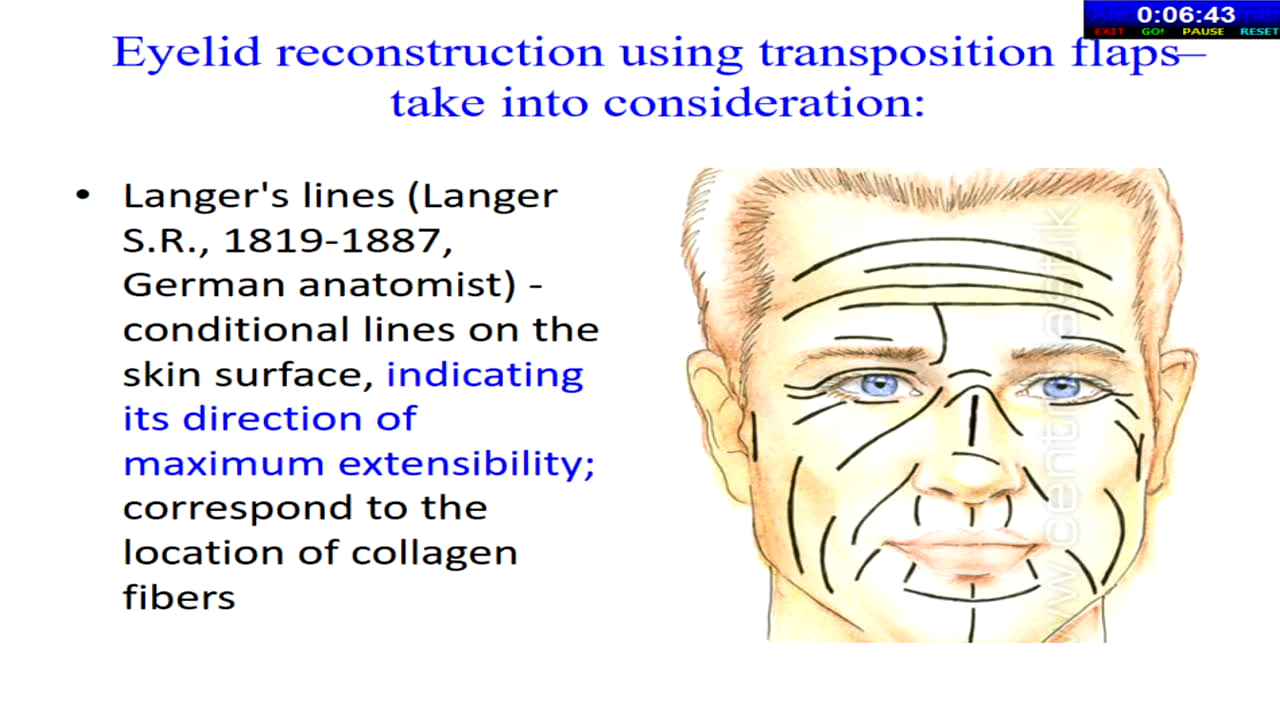 0:06:43
EXIT GO! PAUSE RESET
Eyelid reconstruction using transposition flaps–
take into consideration:
• Langer's lines (Langer
S.R., 1819-1887,
German anatomist) -
conditional lines on the
skin surface, indicating
its direction of
maximum extensibility;
correspond to the
location of collagen
fibers